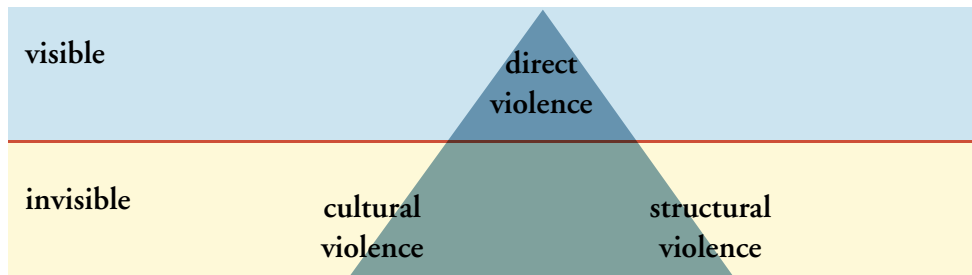 visible
direct
violence
invisible
cultural
violence
structural
violence